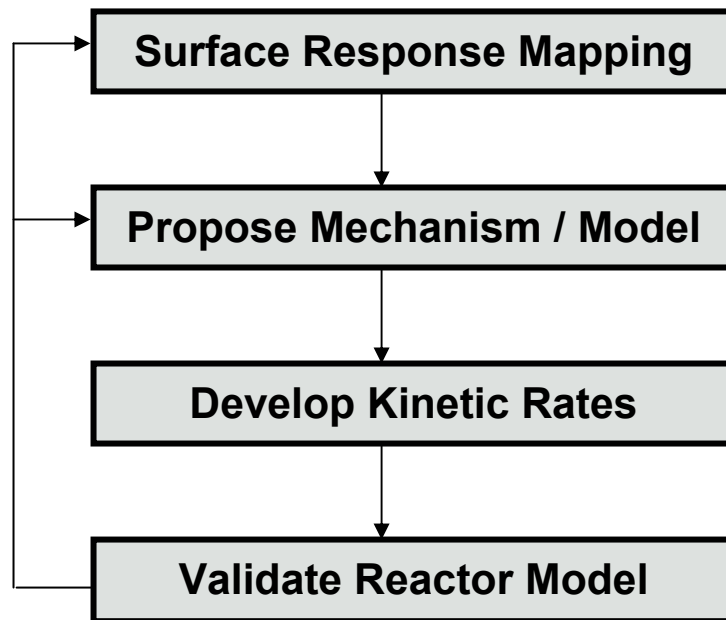 Surface Response Mapping
Propose Mechanism / Model
Develop Kinetic Rates
Validate Reactor Model